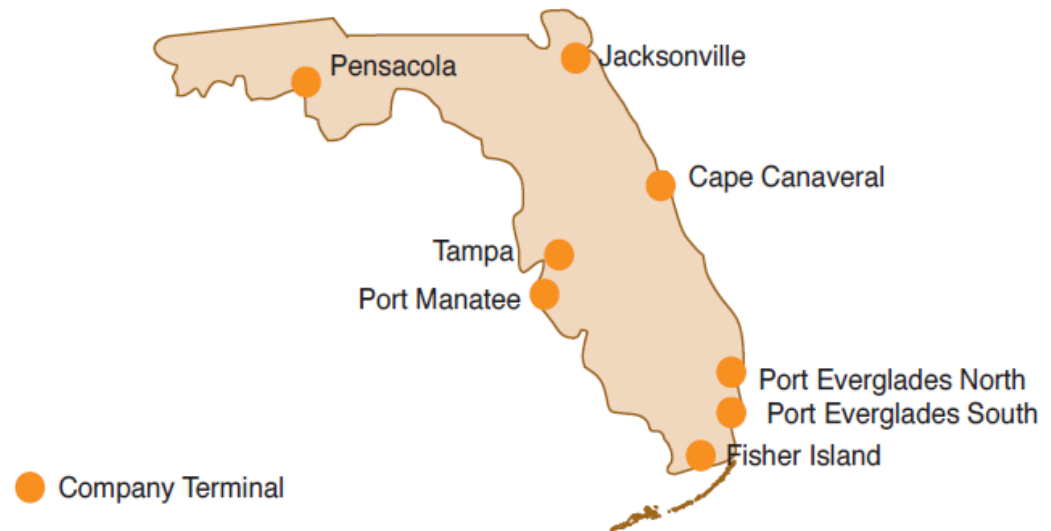 Pensacola
Jacksonville
Cape Canaveral
Tampa
Port Manatee
Port Everglades North
Port Everglades South
Fisher Island
Company Terminal